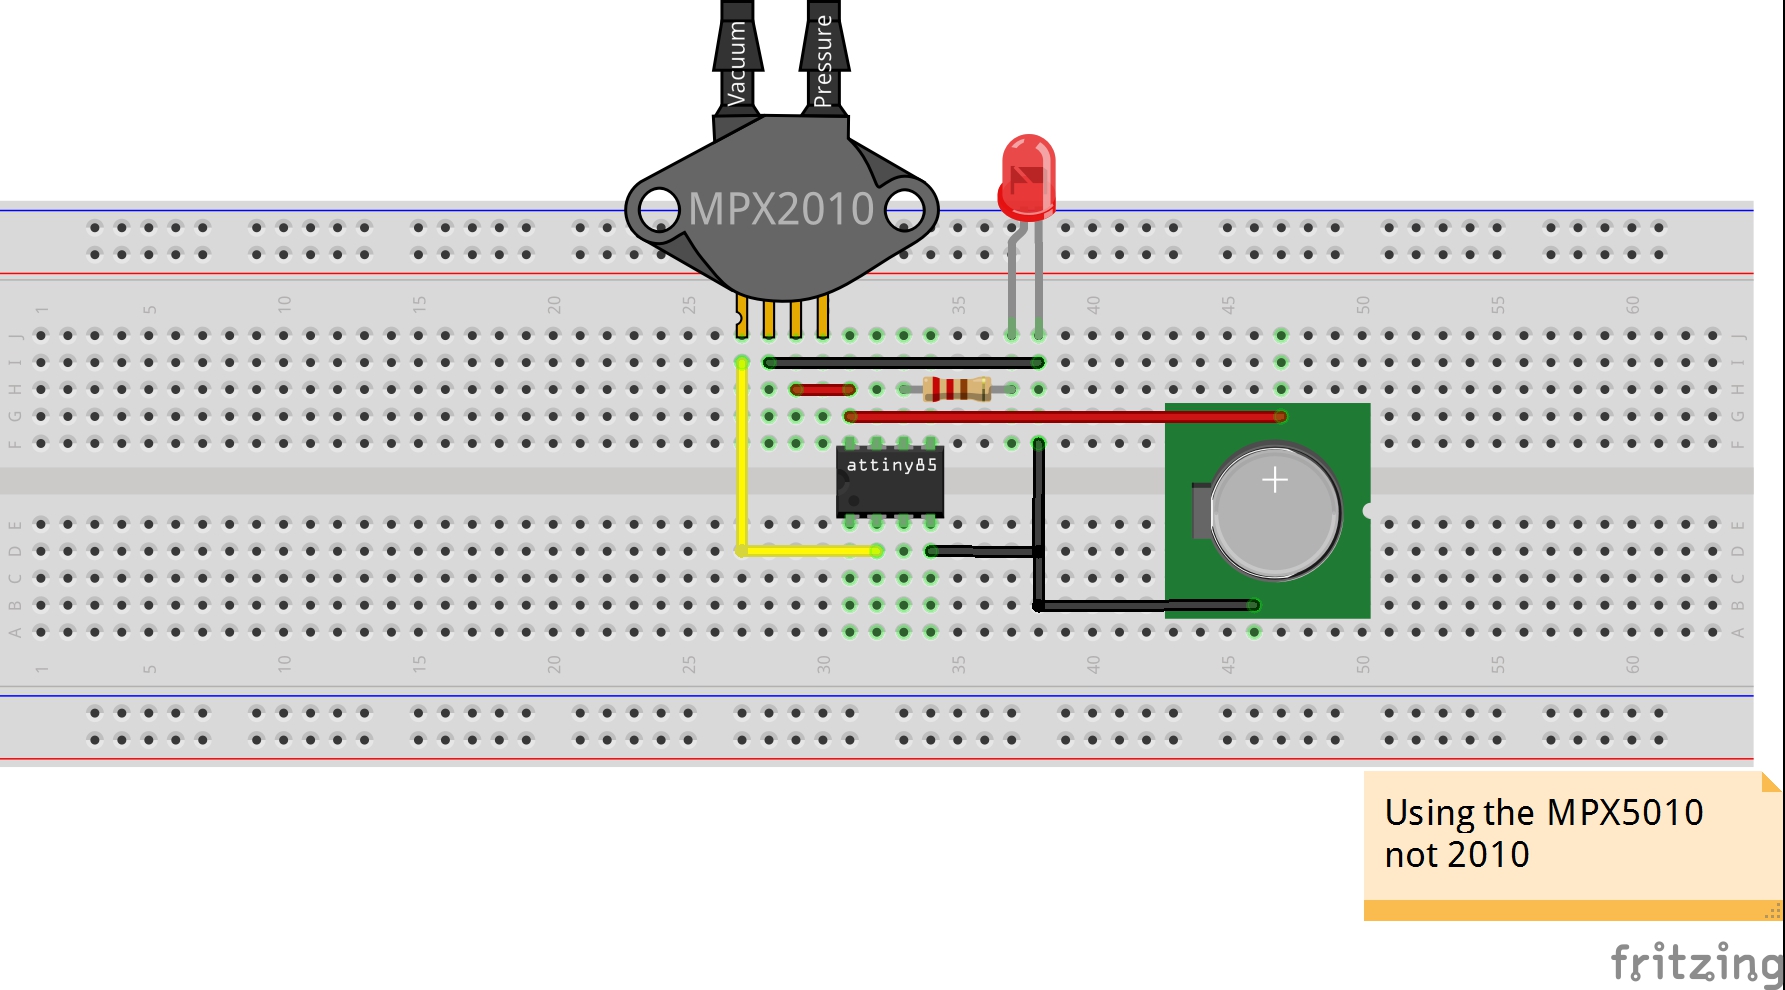 Vacuum
Pressure
MPX2010
1 5 10 15 20 25 35 40 45 50 55 60
J J
I I
H H
G G
F F
attiny85
E E
D D
C C
B B
A A
1 5 10 15 20 25 30 35 40 45 50 55 60
Using the MPX5010
not 2010
fritzing